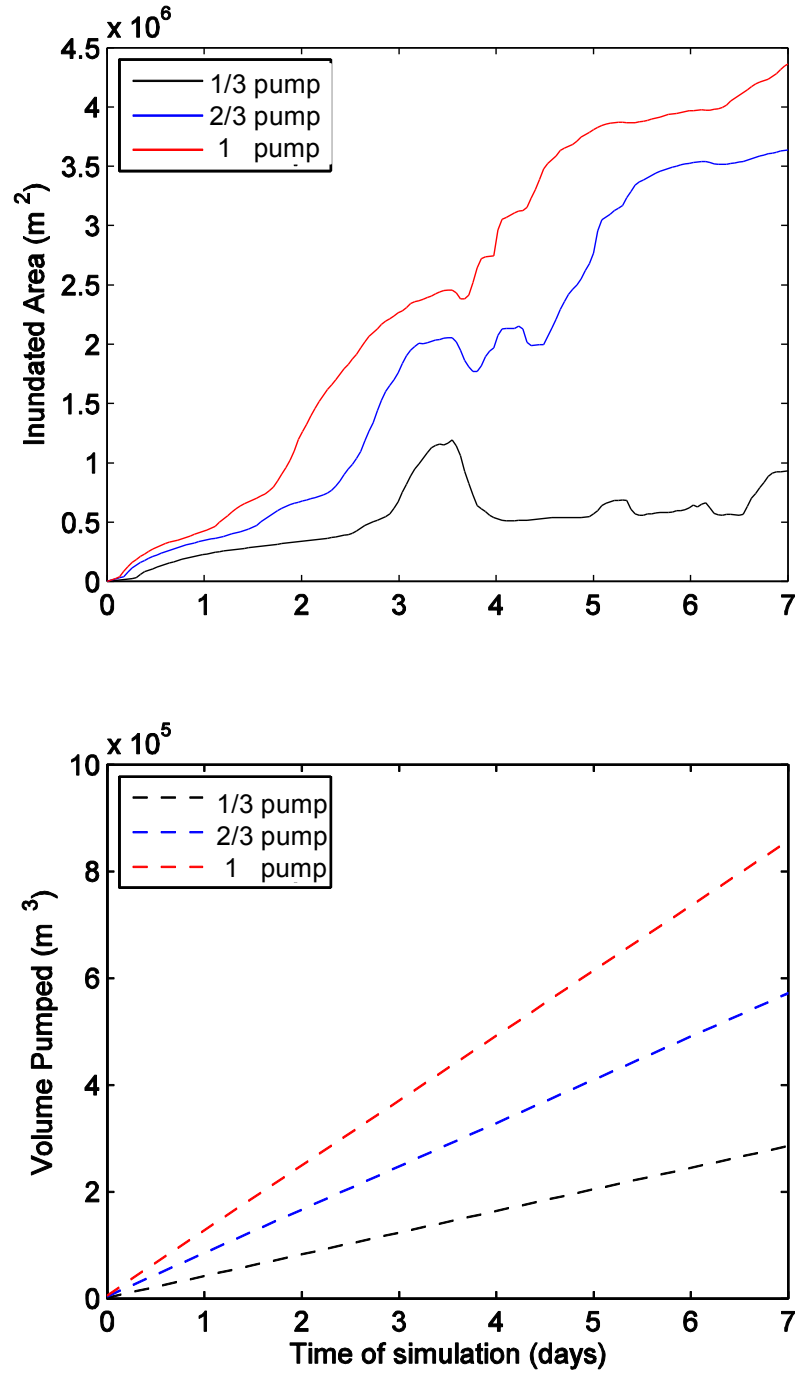 x 10^6
4.5
4
3.5
3
2.5
2
1.5
1
0.5
0
Inundated Area (m^2)
1/3 pump
2/3 pump
1 pump
0 1 2 3 4 5 6 7
x 10^5
10
8
6
4
2
0
Volume Pumped (m ^3)
1/3 pump
2/3 pump
1 pump
0 1 2 3 4 5 6 7
Time of simulation (days)